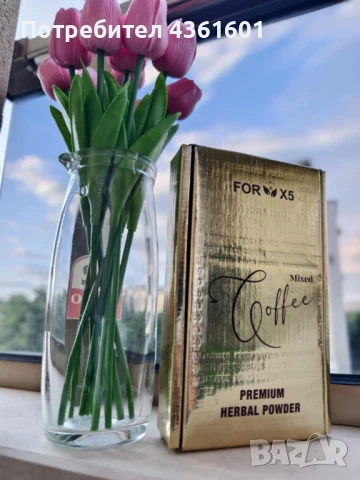 Потребител 4361601
FOR X5
Mixed
Coffee
PREMIUM
HERBAL POWDER
BAZAR